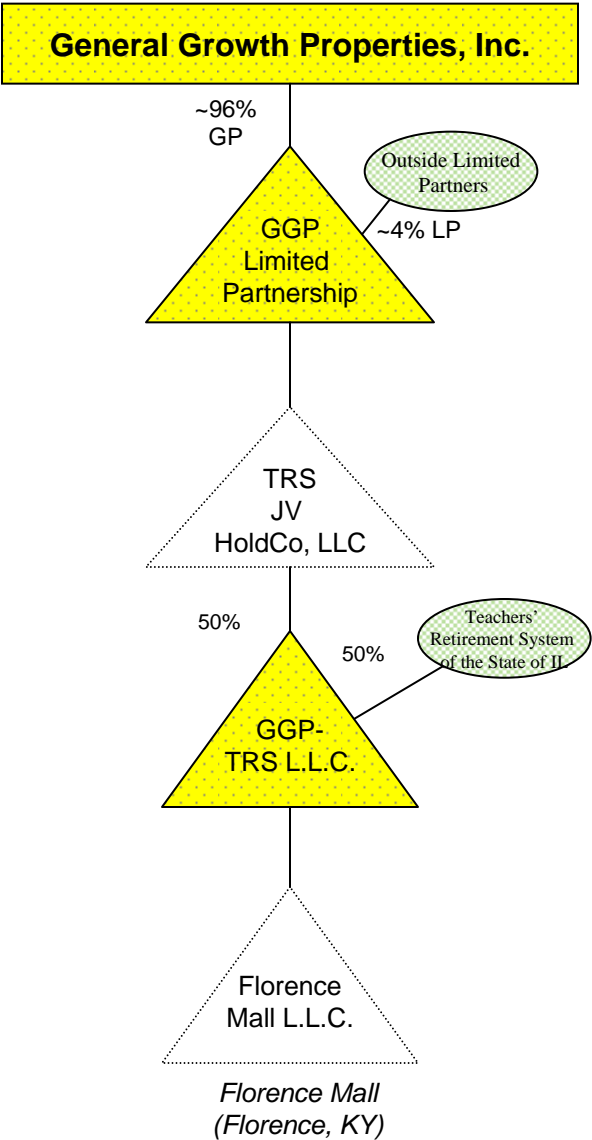 General Growth Properties, Inc.
~96%
GP
Outside Limited
Partners
~4% LP
GGP
Limited
Partnership
TRS
JV
HoldCo, LLC
50%
Teachers'
Retirement System
of the State of IL
50%
GGP-
TRS L.L.C.
Florence
Mall L.L.C.
Florence Mall
(Florence, KY)